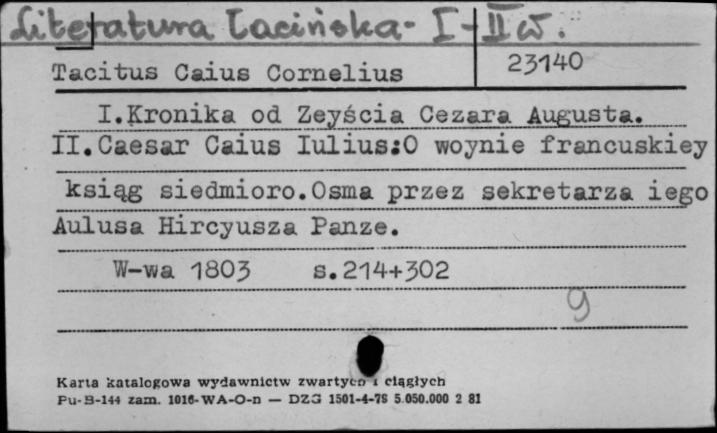 Literatura Łacińska - I-II w.
Tacitus Caius Cornelius
23140
I.Kronika od Zeyścia Cezara Augusta.
II.Caesar Caius Iulius:O woynie francuskiey
ksiąg siedmioro.Osma przez sekretarza iego
Aulusa Hircyusza Panze.
W-wa 1803 s.214+302
9
Karta katalogowa wydawnictw zwartych i ciągłych
Pu-B-144 zam. 1016-WA-O-n — DZG 1501-4-78 5.050.000 2 81